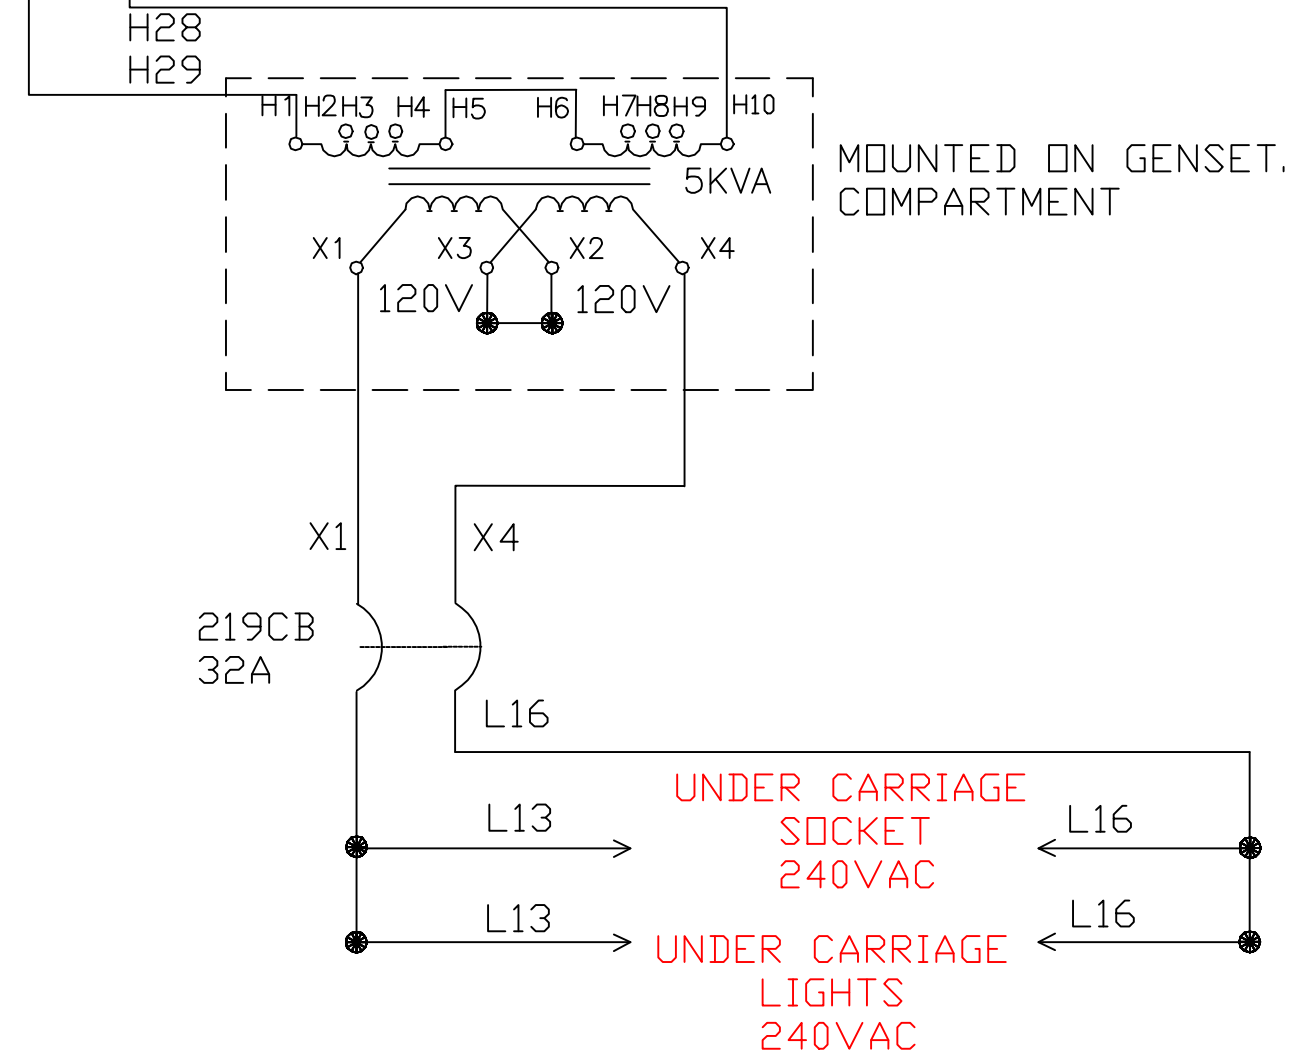 H28
H29
H1 H2 H3 H4 H5 H6 H7 H8 H9 H10
5KVA
MOUNTED ON GENSET.
COMPARTMENT
X1 X3 X2 X4
120V 120V
X1 X4
219CB
32A
L16
UNDER CARRIAGE
SOCKET
240VAC
L13 L16
L13 L16
UNDER CARRIAGE
LIGHTS
240VAC